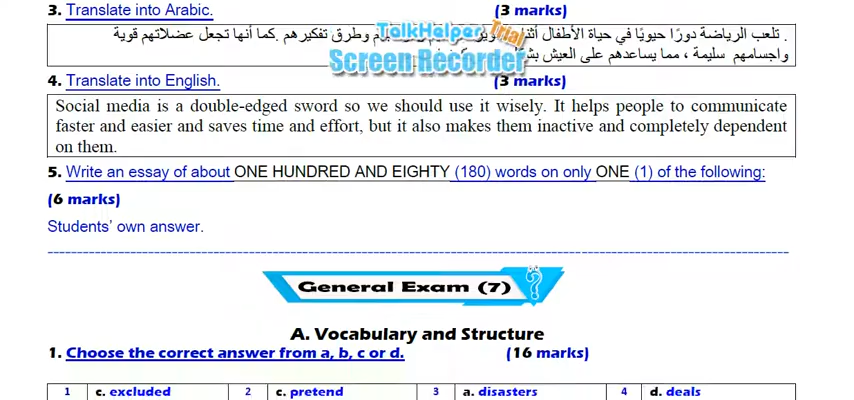 3. Translate into Arabic. (3 marks)
. تلعب الرياضة دورًا حيويًا في حياة الأطفال وطرق تفكيرهم .كما أنها تجعل عضلاتهم قوية
واجسامهم سليمة ، مما يساعدهم على العيش
TalkHelper Trial
Screen Recorder
4. Translate into English. (3 marks)
Social media is a double-edged sword so we should use it wisely. It helps people to communicate
faster and easier and saves time and effort, but it also makes them inactive and completely dependent
on them.
5. Write an essay of about ONE HUNDRED AND EIGHTY (180) words on only ONE (1) of the following:
(6 marks)
Students’ own answer.
General Exam (7)
A. Vocabulary and Structure
1. Choose the correct answer from a, b, c or d. (16 marks)
1 c. excluded 2 c. pretend 3 a. disasters 4 d. deals